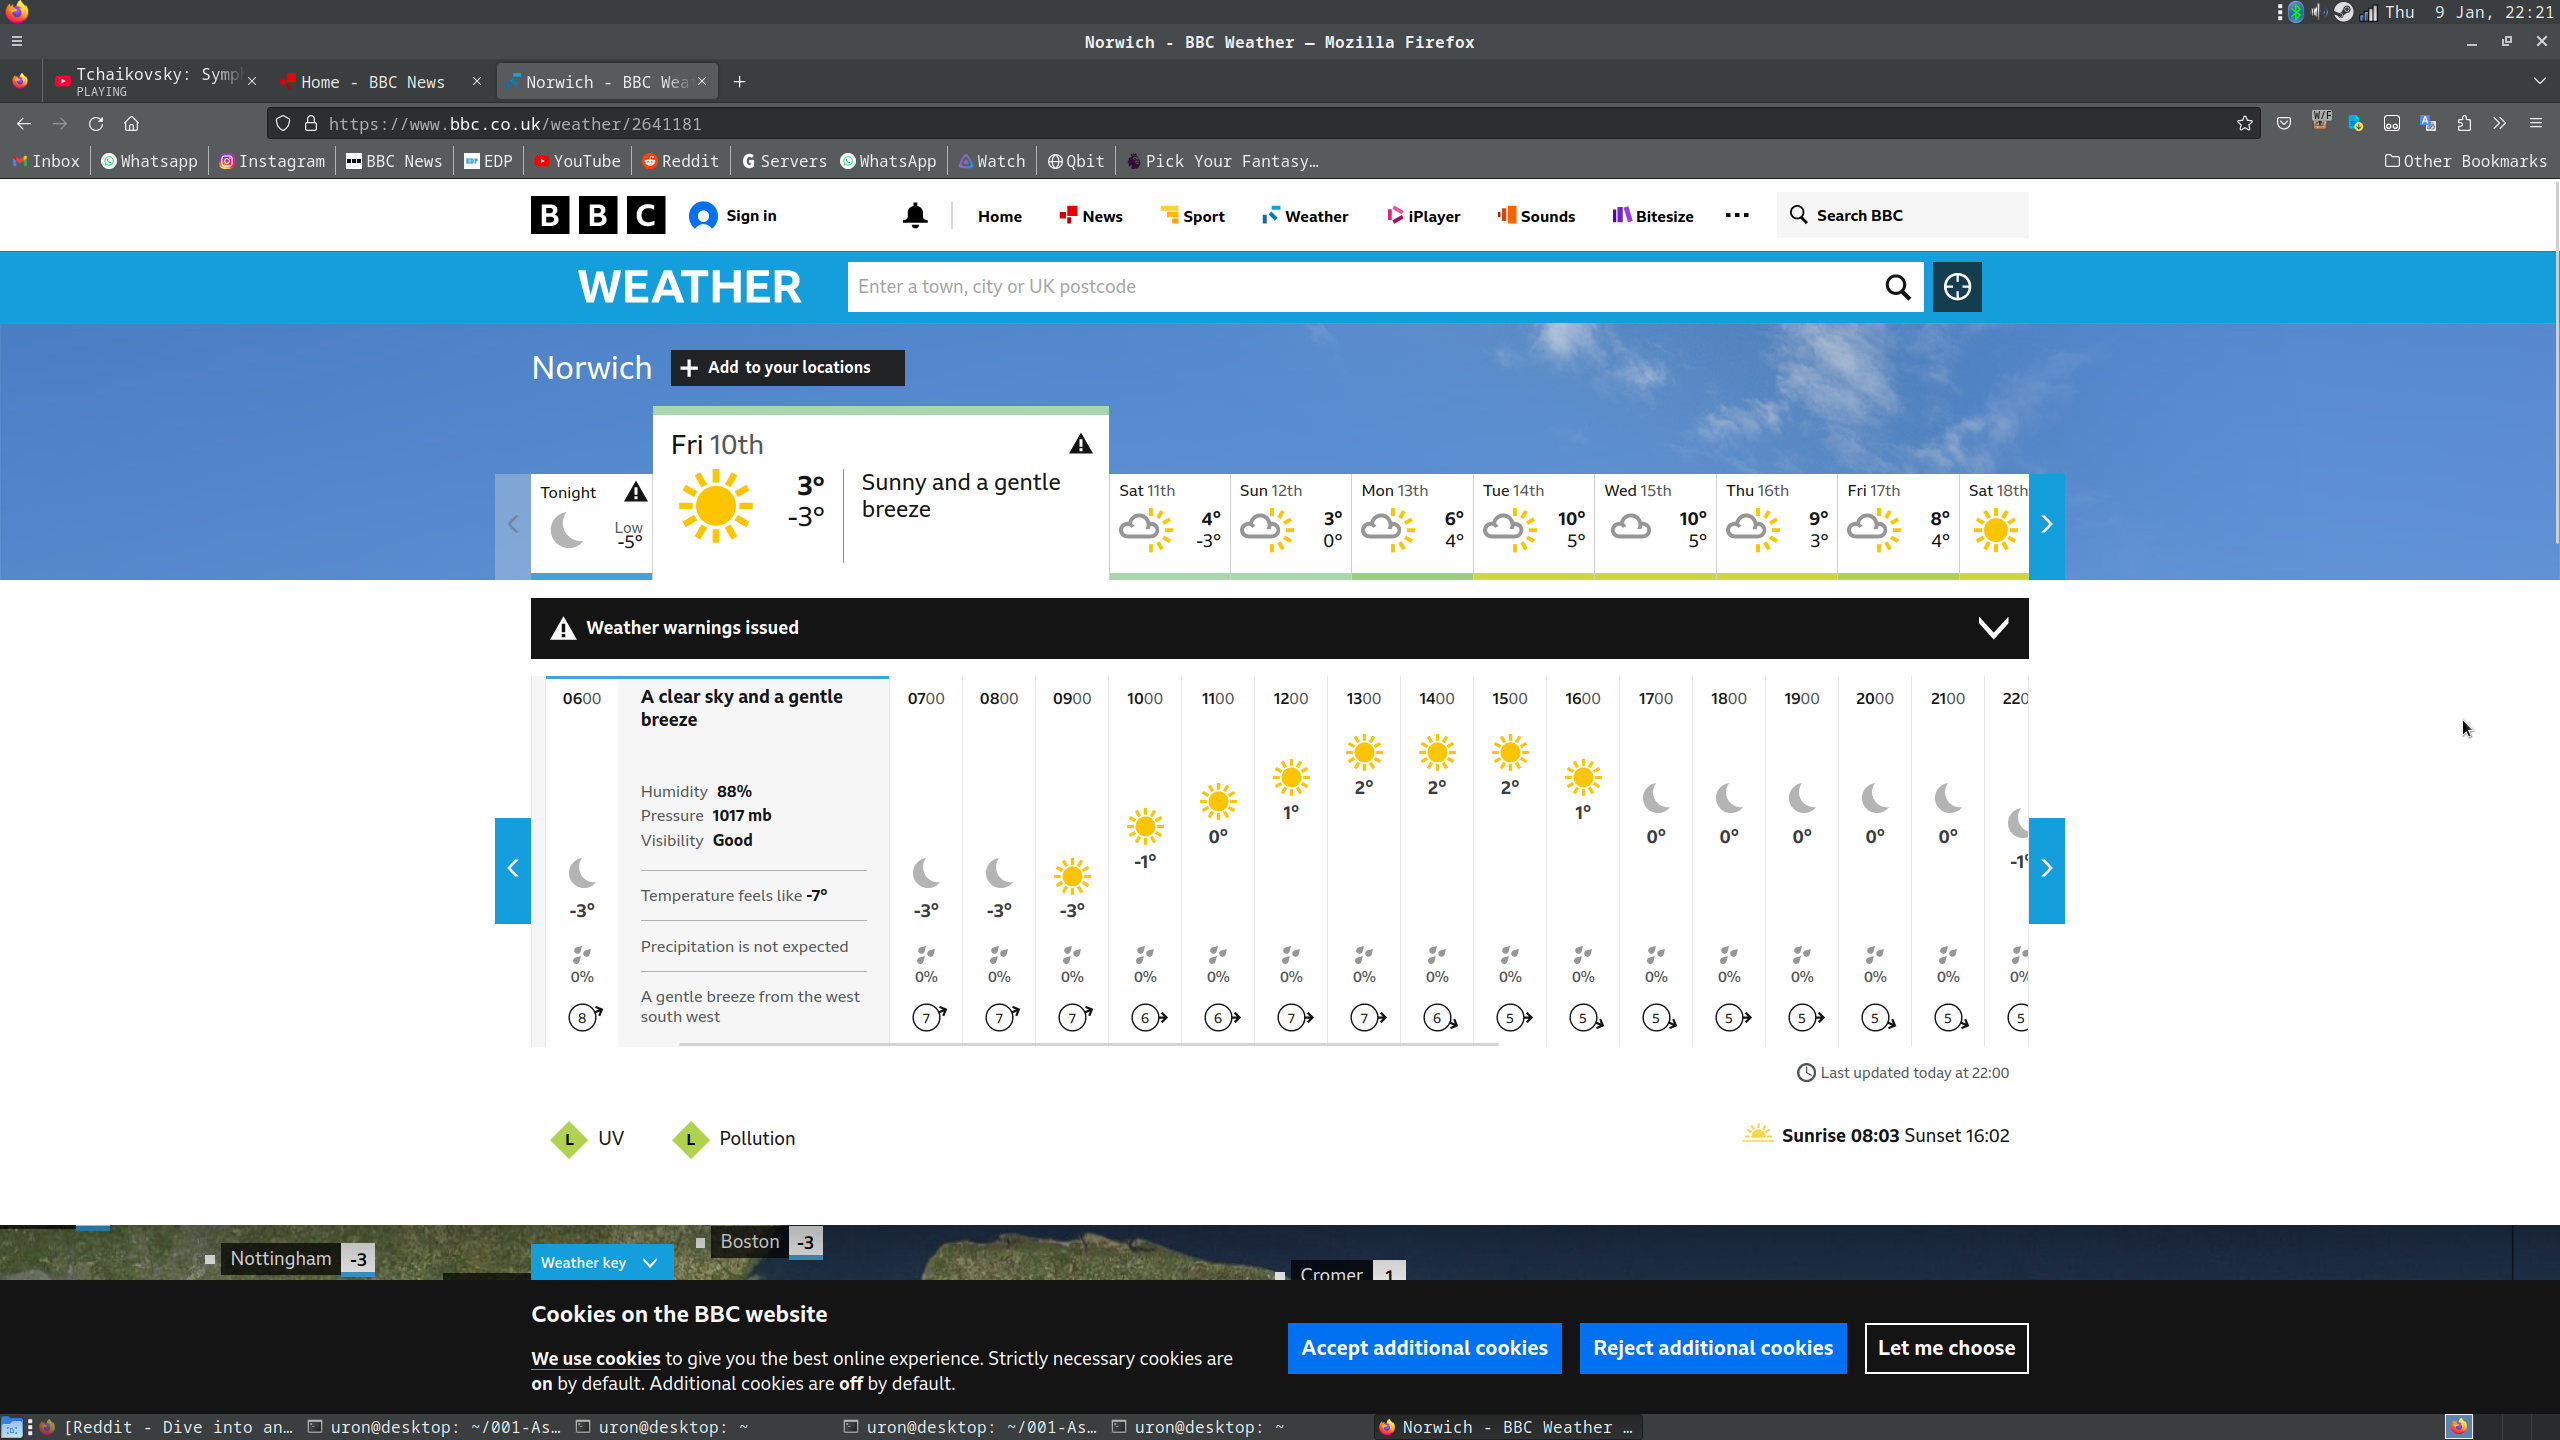 Thu  9 Jan, 22:21
Norwich - BBC Weather — Mozilla Firefox
Tchaikovsky: Symp
PLAYING
Home - BBC News
Norwich - BBC Wea
https://www.bbc.co.uk/weather/2641181
Inbox Whatsapp Instagram BBC News EDP YouTube Reddit Servers WhatsApp Watch Qbit Pick Your Fantasy… Other Bookmarks
BBC Sign in Home News Sport Weather iPlayer Sounds Bitesize Search BBC
WEATHER Enter a town, city or UK postcode
Norwich Add to your locations
Fri 10th
3° -3° Sunny and a gentle breeze
Tonight Low -5°
Sat 11th 4° -3°
Sun 12th 3° 0°
Mon 13th 6° 4°
Tue 14th 10° 5°
Wed 15th 10° 5°
Thu 16th 9° 3°
Fri 17th 8° 4°
Sat 18th
Weather warnings issued
0600 A clear sky and a gentle breeze 0700 0800 0900 1000 1100 1200 1300 1400 1500 1600 1700 1800 1900 2000 2100 220
Humidity 88%
Pressure 1017 mb
Visibility Good
Temperature feels like -7°
Precipitation is not expected
A gentle breeze from the west south west
-3° -3° -3° -3° -1° 0° 1° 2° 2° 2° 1° 0° 0° 0° 0° 0° -1°
0% 0% 0% 0% 0% 0% 0% 0% 0% 0% 0% 0% 0% 0% 0% 0% 0%
8 7 7 7 6 6 7 7 6 5 5 5 5 5 5 5 5
Last updated today at 22:00
L UV L Pollution Sunrise 08:03 Sunset 16:02
Nottingham -3
Boston -3
Cromer 1
Weather key
Cookies on the BBC website
We use cookies to give you the best online experience. Strictly necessary cookies are
on by default. Additional cookies are off by default.
Accept additional cookies Reject additional cookies Let me choose
[Reddit - Dive into an… uron@desktop: ~/001-As… uron@desktop: ~ uron@desktop: ~/001-As… uron@desktop: ~ Norwich - BBC Weather …